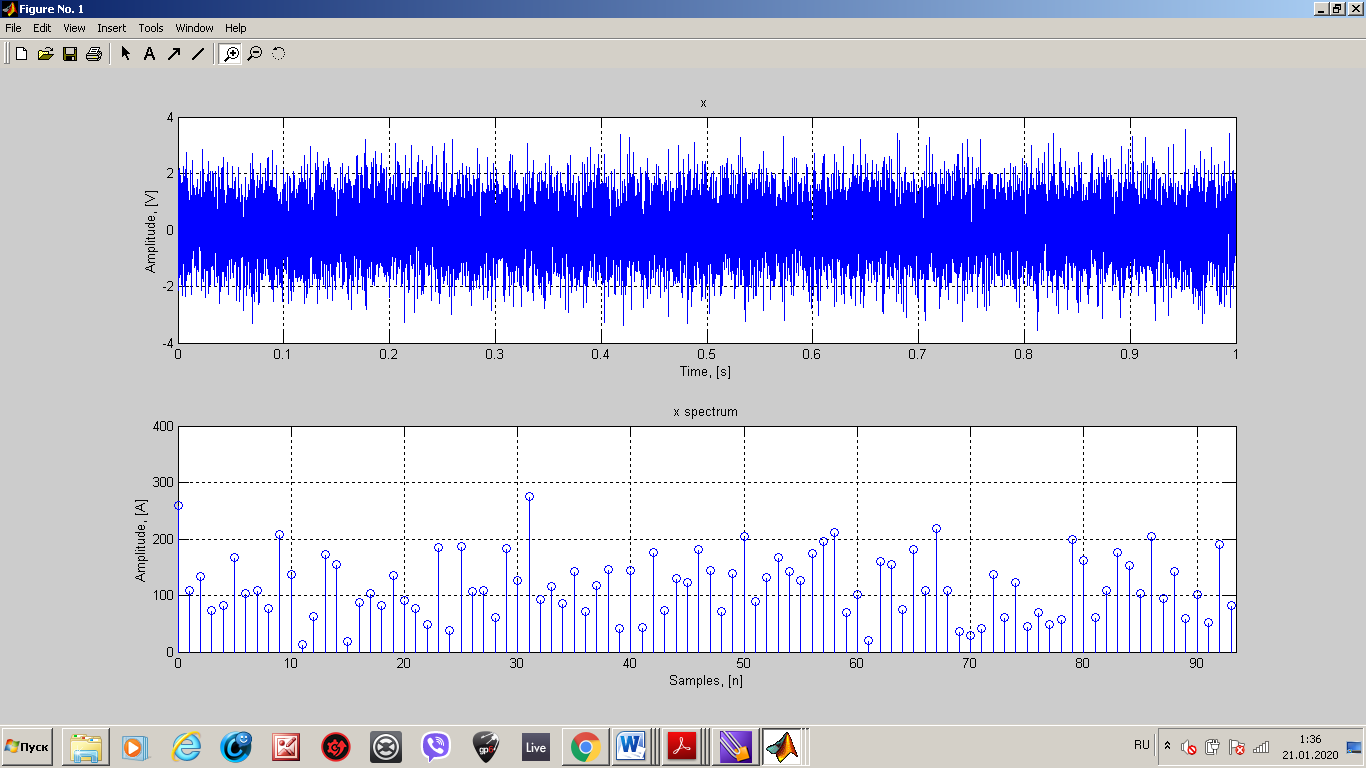 Figure No. 1
File Edit View Insert Tools Window Help
A
x
4
2
0
-2
-4
Amplitude, [V]
0 0.1 0.2 0.3 0.4 0.5 0.6 0.7 0.8 0.9 1
Time, [s]
x spectrum
400
300
200
100
0
Amplitude, [A]
0 10 20 30 40 50 60 70 80 90
Samples, [n]
Пуск
gp6
Live
W
RU
1:36
21.01.2020